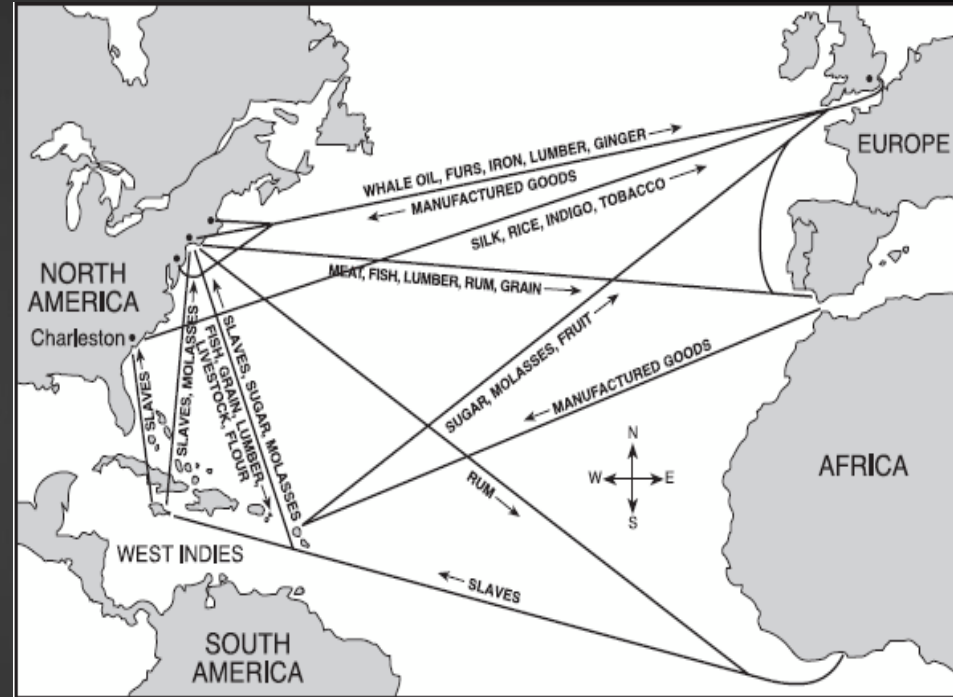 EUROPE
WHALE OIL, FURS, IRON, LUMBER, GINGER
MANUFACTURED GOODS
SILK, RICE, INDIGO, TOBACCO
NORTH
AMERICA
MEAT, FISH, LUMBER, RUM, GRAIN
Charleston
SLAVES
SLAVES, MOLASSES
SLAVES, SUGAR, MOLASSES
FISH, GRAIN, LUMBER,
LIVESTOCK, FLOUR
SUGAR, MOLASSES, FRUIT
MANUFACTURED GOODS
RUM
N
W E
S
AFRICA
WEST INDIES
SLAVES
SOUTH
AMERICA